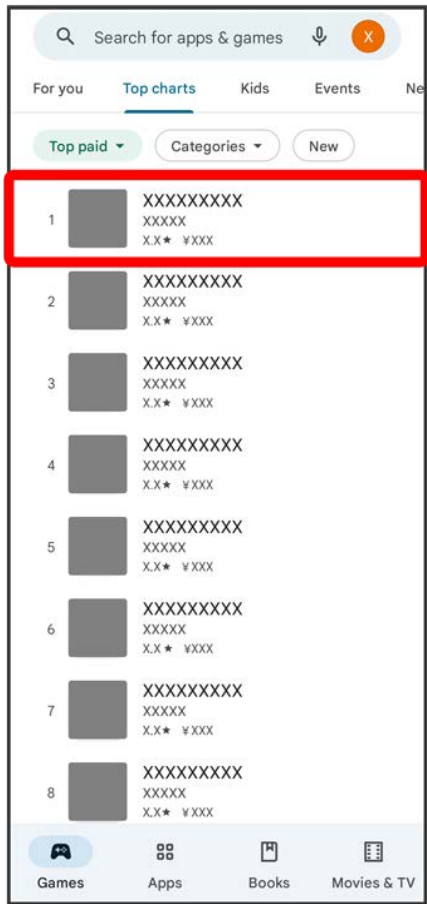 Search for apps & games X
For you Top charts Kids Events Ne
Top paid Categories New
1
XXXXXXXXX
XXXXX
X.X★ ¥XXX
2
XXXXXXXXX
XXXXX
X.X★ ¥XXX
3
XXXXXXXXX
XXXXX
X.X★ ¥XXX
4
XXXXXXXXX
XXXXX
X.X★ ¥XXX
5
XXXXXXXXX
XXXXX
X.X★ ¥XXX
6
XXXXXXXXX
XXXXX
X.X★ ¥XXX
7
XXXXXXXXX
XXXXX
X.X★ ¥XXX
8
XXXXXXXXX
XXXXX
X.X★ ¥XXX
Games Apps Books Movies & TV